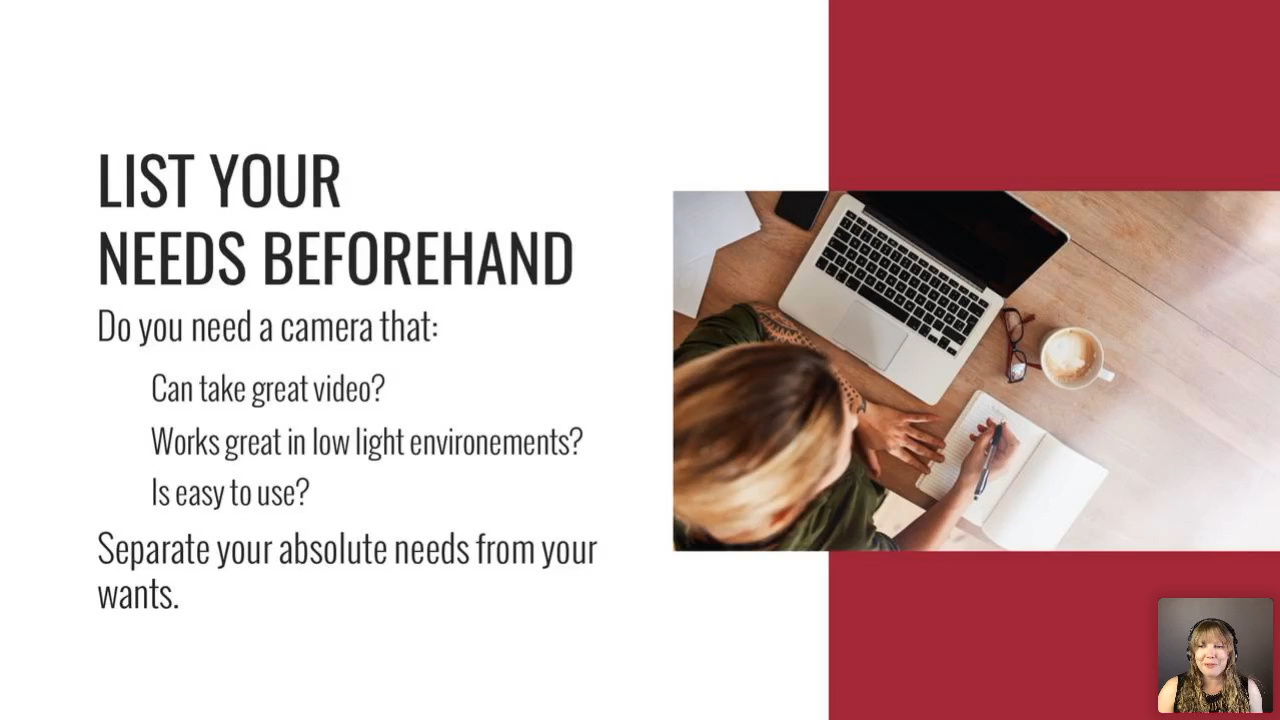 LIST YOUR
NEEDS BEFOREHAND
Do you need a camera that:
Can take great video?
Works great in low light environements?
Is easy to use?
Separate your absolute needs from your
wants.